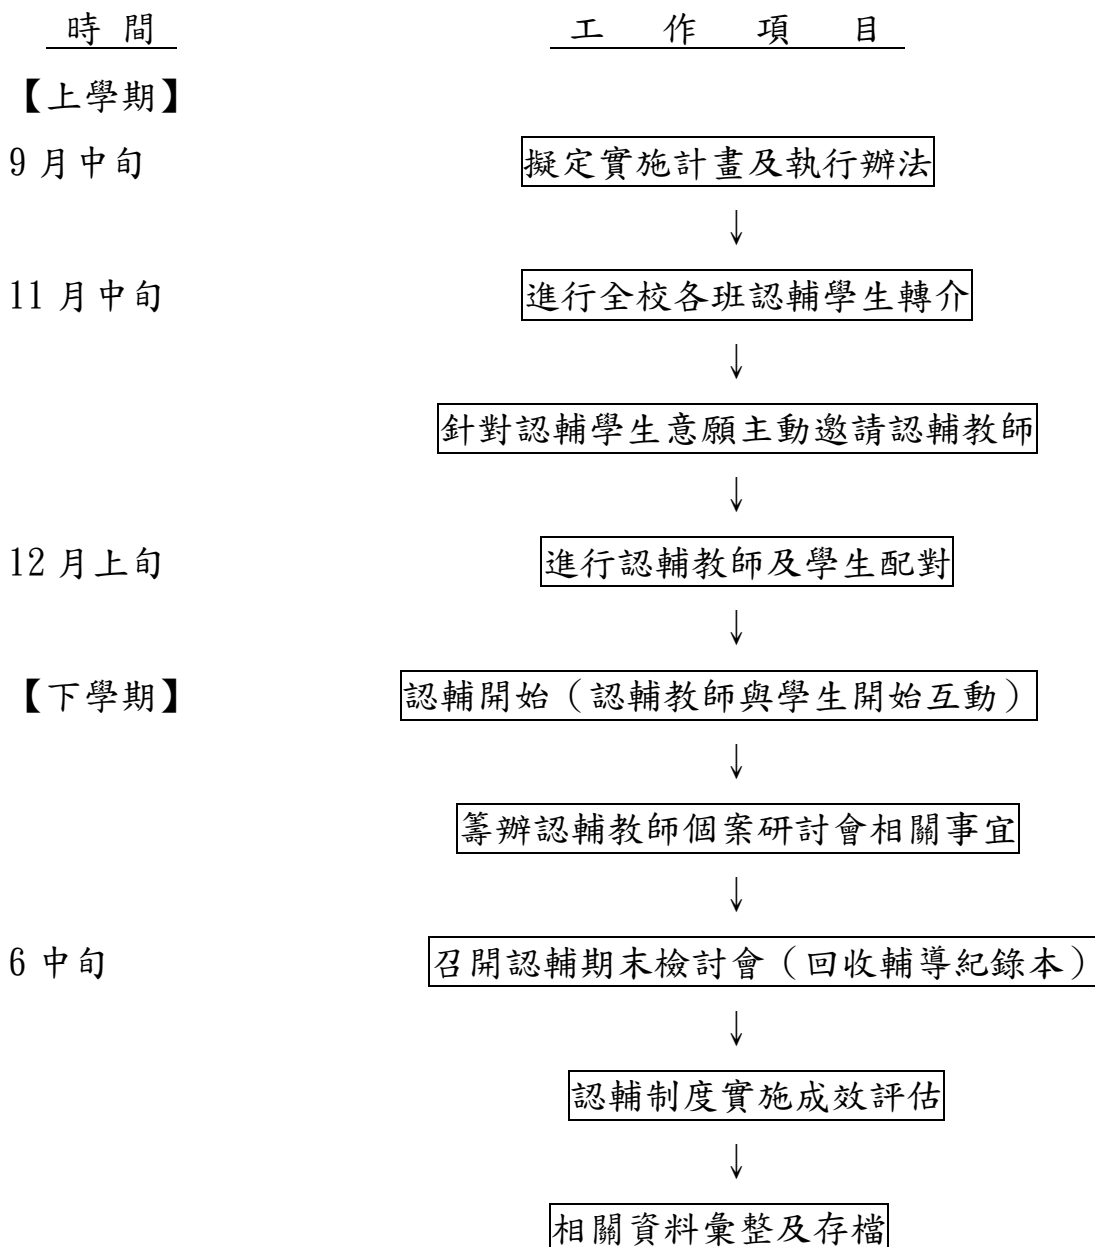 時 間 工 作 項 目
【上學期】
9 月中旬 擬定實施計畫及執行辦法
↓
11 月中旬 進行全校各班認輔學生轉介
↓
針對認輔學生意願主動邀請認輔教師
↓
12 月上旬 進行認輔教師及學生配對
↓
【下學期】 認輔開始（認輔教師與學生開始互動）
↓
籌辦認輔教師個案研討會相關事宜
↓
6 中旬 召開認輔期末檢討會（回收輔導紀錄本）
↓
認輔制度實施成效評估
↓
相關資料彙整及存檔